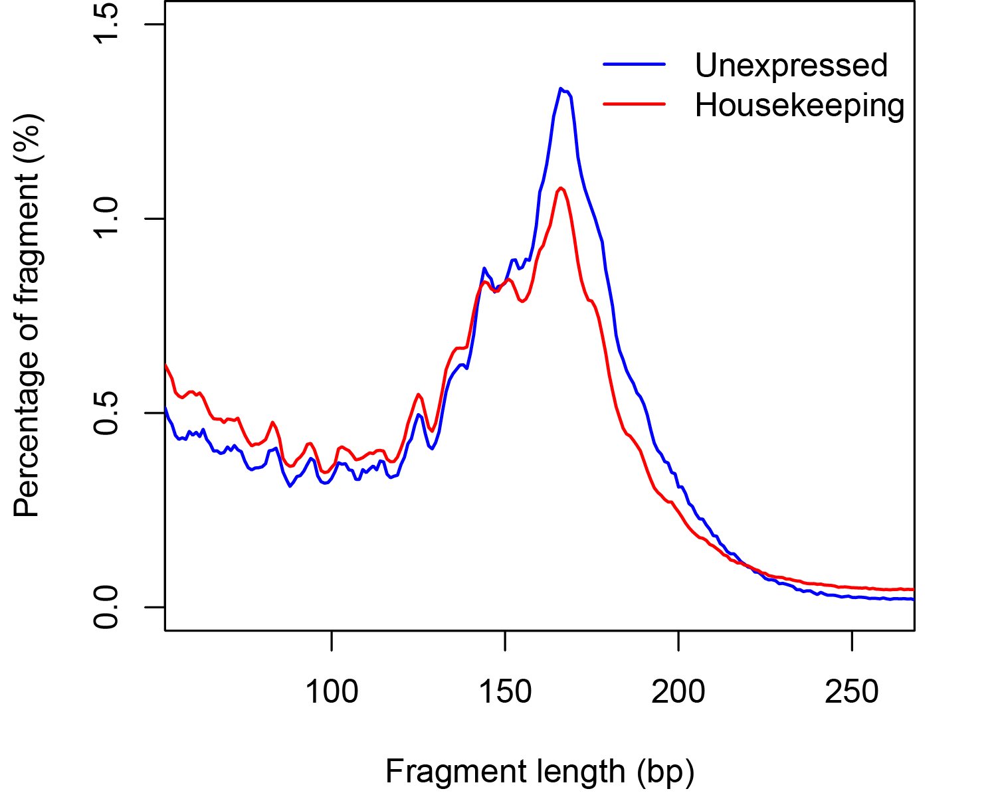 1.5
1.0
0.5
0.0
Percentage of fragment (%)
Unexpressed
Housekeeping
100 150 200 250
Fragment length (bp)